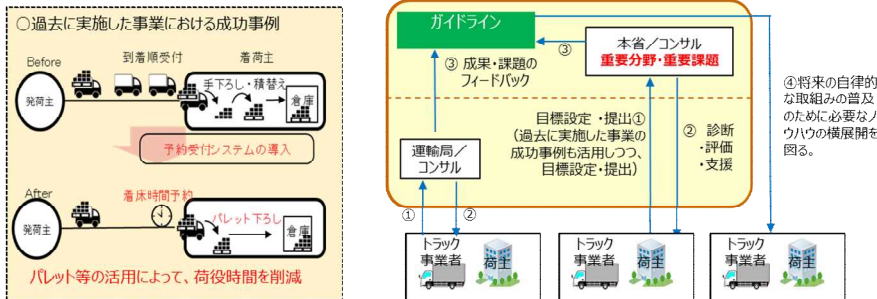 ○過去に実施した事業における成功事例
Before
到着順受付
着荷主
手下ろし・積替え
発荷主
倉庫
予約受付システムの導入
After
着床時間予約
パレット下ろし
発荷主
倉庫
パレット等の活用によって、荷役時間を削減
ガイドライン
本省／コンサル
重要分野・重要課題
③
③ 成果・課題の
フィードバック
目標設定 ・提出①
（過去に実施した事業の
成功事例も活用しつつ、
目標設定・提出）
② 診断
・評価
・支援
運輸局／
コンサル
①
②
④将来の自律的
な取組みの普及
のために必要なノ
ウハウの横展開を
図る。
トラック
事業者
荷主
トラック
事業者
荷主
トラック
事業者
荷主